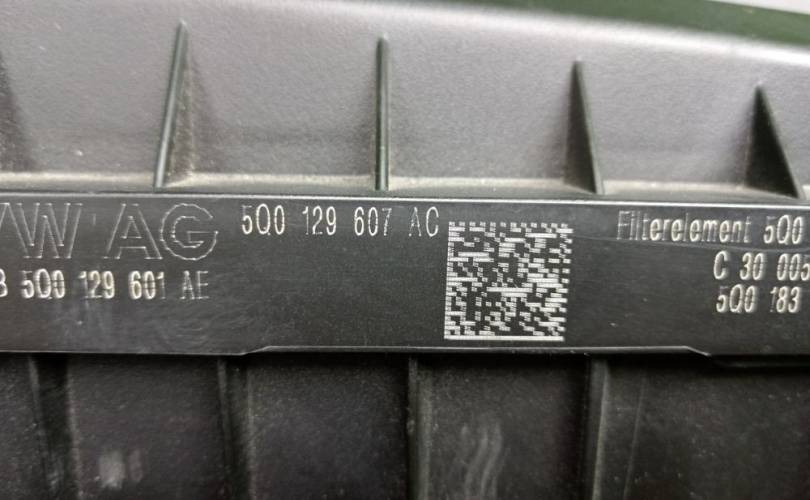 VW AG 5Q0 129 607 AC
5Q0 129 601 AE
Filterelement 5Q0
C 30 005
5Q0 183